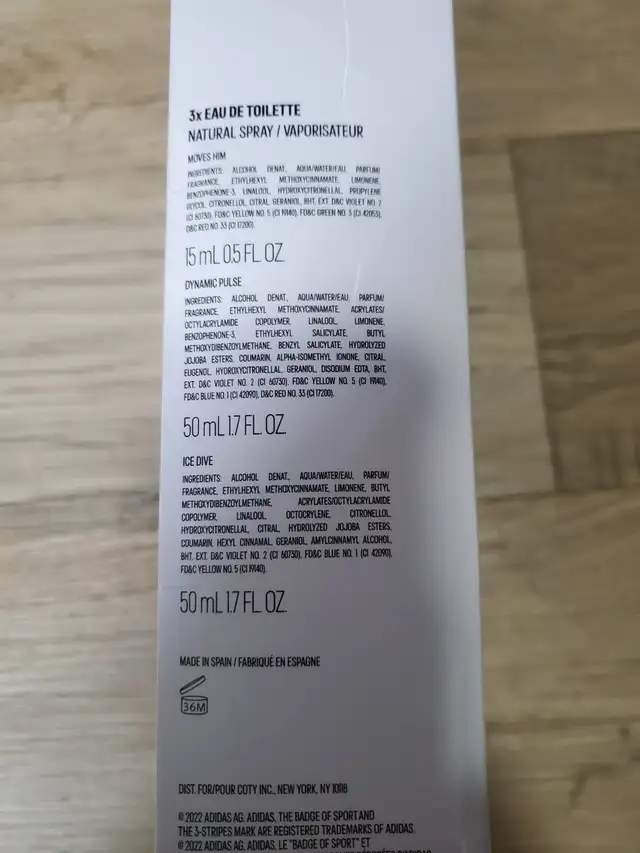 3x EAU DE TOILETTE
NATURAL SPRAY / VAPORISATEUR
MOVES HIM
INGREDIENTS: ALCOHOL DENAT., AQUA/WATER/EAU, PARFUM/
FRAGRANCE, ETHYLHEXYL METHOXYCINNAMATE, LIMONENE,
BENZOPHENONE-3, LINALOOL, HYDROXYCITRONELLAL, PROPYLENE
GLYCOL, CITRONELLOL, CITRAL, GERANIOL, BHT, EXT. D&C VIOLET NO. 2
(CI 60730), FD&C YELLOW NO. 5 (CI 19140), FD&C GREEN NO. 3 (CI 42053),
D&C RED NO. 33 (CI 17200).
15 mL 0.5 FL. OZ.
DYNAMIC PULSE
INGREDIENTS: ALCOHOL DENAT., AQUA/WATER/EAU, PARFUM/
FRAGRANCE, ETHYLHEXYL METHOXYCINNAMATE, ACRYLATES/
OCTYLACRYLAMIDE COPOLYMER, LINALOOL, LIMONENE,
BENZOPHENONE-3, ETHYLHEXYL SALICYLATE, BUTYL
METHOXYDIBENZOYLMETHANE, BENZYL SALICYLATE, HYDROLYZED
JOJOBA ESTERS, COUMARIN, ALPHA-ISOMETHYL IONONE, CITRAL,
EUGENOL, HYDROXYCITRONELLAL, GERANIOL, DISODIUM EDTA, BHT,
EXT. D&C VIOLET NO. 2 (CI 60730), FD&C YELLOW NO. 5 (CI 19140),
FD&C BLUE NO. 1 (CI 42090), D&C RED NO. 33 (CI 17200).
50 mL 1.7 FL. OZ.
ICE DIVE
INGREDIENTS: ALCOHOL DENAT., AQUA/WATER/EAU, PARFUM/
FRAGRANCE, ETHYLHEXYL METHOXYCINNAMATE, LIMONENE, BUTYL
METHOXYDIBENZOYLMETHANE, ACRYLATES/OCTYLACRYLAMIDE
COPOLYMER, LINALOOL, OCTOCRYLENE, CITRONELLOL,
HYDROXYCITRONELLAL, CITRAL, HYDROLYZED JOJOBA ESTERS,
COUMARIN, HEXYL CINNAMAL, GERANIOL, AMYLCINNAMYL ALCOHOL,
BHT, EXT. D&C VIOLET NO. 2 (CI 60730), FD&C BLUE NO. 1 (CI 42090),
FD&C YELLOW NO. 5 (CI 19140).
50 mL 1.7 FL. OZ.
MADE IN SPAIN / FABRIQUÉ EN ESPAGNE
36M
DIST. FOR/POUR COTY INC., NEW YORK, NY 10118
© 2022 ADIDAS AG. ADIDAS, THE BADGE OF SPORT AND
THE 3-STRIPES MARK ARE REGISTERED TRADEMARKS OF ADIDAS.
© 2022 ADIDAS AG. ADIDAS, LE "BADGE OF SPORT" ET